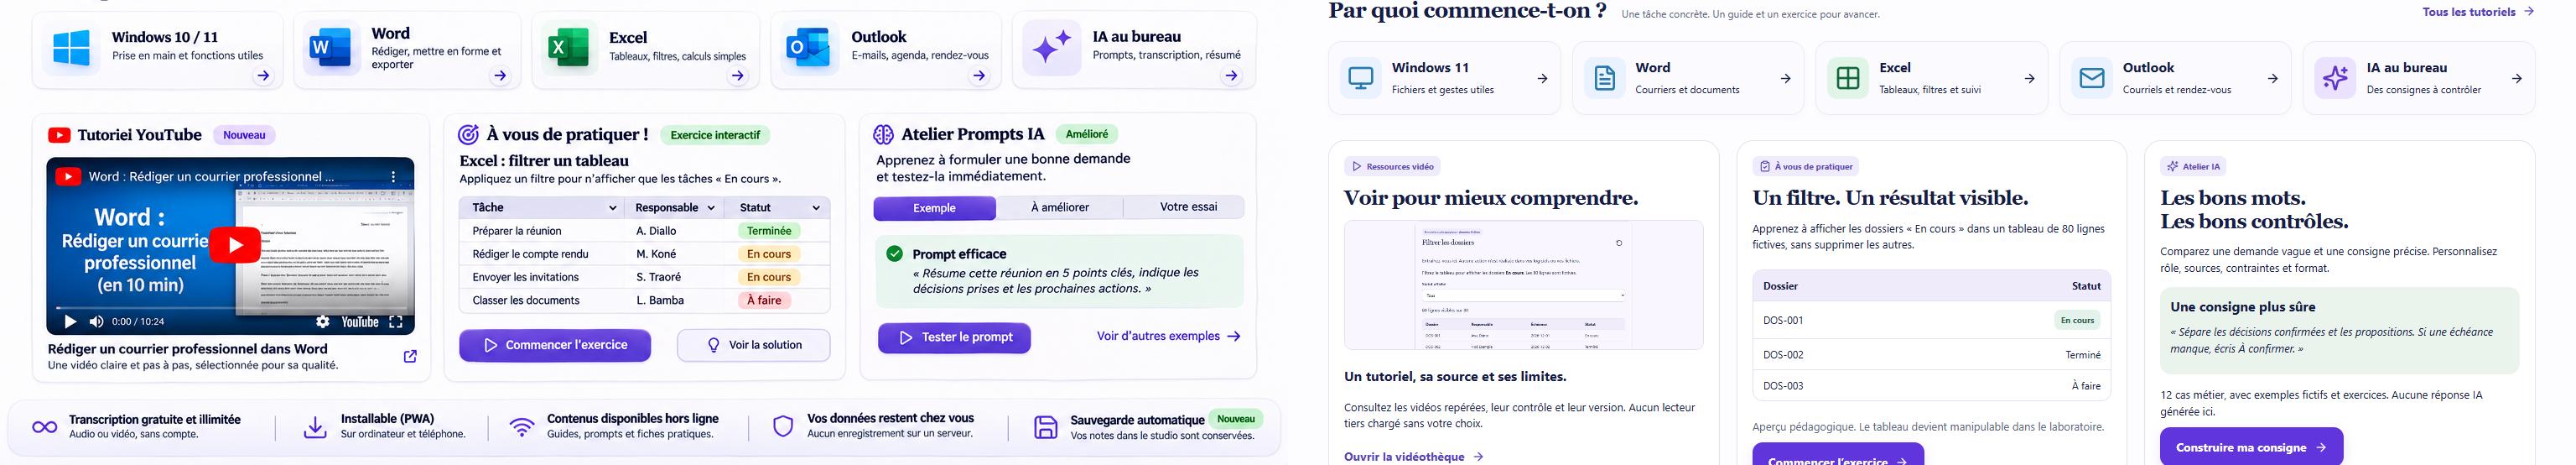 Windows 10 / 11
Prise en main et fonctions utiles
Word
Rédiger, mettre en forme et
exporter
Excel
Tableaux, filtres, calculs simples
Outlook
E-mails, agenda, rendez-vous
IA au bureau
Prompts, transcription, résumé
Tutoriel YouTube
Nouveau
Word : Rédiger un courrier professionnel ...
Word :
Rédiger un courrie
professionnel
(en 10 min)
0:00 / 10:24
YouTube
Rédiger un courrier professionnel dans Word
Une vidéo claire et pas à pas, sélectionnée pour sa qualité.
À vous de pratiquer !
Exercice interactif
Excel : filtrer un tableau
Appliquez un filtre pour n'afficher que les tâches « En cours ».
Tâche Responsable Statut
Préparer la réunion A. Diallo Terminée
Rédiger le compte rendu M. Koné En cours
Envoyer les invitations S. Traoré En cours
Classer les documents L. Bamba À faire
Commencer l'exercice
Voir la solution
Atelier Prompts IA
Amélioré
Apprenez à formuler une bonne demande
et testez-la immédiatement.
Exemple À améliorer Votre essai
Prompt efficace
« Résume cette réunion en 5 points clés, indique les
décisions prises et les prochaines actions. »
Tester le prompt
Voir d'autres exemples
Transcription gratuite et illimitée
Audio ou vidéo, sans compte.
Installable (PWA)
Sur ordinateur et téléphone.
Contenus disponibles hors ligne
Guides, prompts et fiches pratiques.
Vos données restent chez vous
Aucun enregistrement sur un serveur.
Sauvegarde automatique
Nouveau
Vos notes dans le studio sont conservées.
Par quoi commence-t-on ?
Une tâche concrète. Un guide et un exercice pour avancer.
Tous les tutoriels
Windows 11
Fichiers et gestes utiles
Word
Courriers et documents
Excel
Tableaux, filtres et suivi
Outlook
Courriels et rendez-vous
IA au bureau
Des consignes à contrôler
Ressources vidéo
Voir pour mieux comprendre.
Filtrer les dossiers
Un tutoriel, sa source et ses limites.
Consultez les vidéos repérées, leur contrôle et leur version. Aucun lecteur
tiers chargé sans votre choix.
Ouvrir la vidéothèque
À vous de pratiquer
Un filtre. Un résultat visible.
Apprenez à afficher les dossiers « En cours » dans un tableau de 80 lignes
fictives, sans supprimer les autres.
Dossier Statut
DOS-001 En cours
DOS-002 Terminé
DOS-003 À faire
Aperçu pédagogique. Le tableau devient manipulable dans le laboratoire.
Commencer l'exercice
Atelier IA
Les bons mots.
Les bons contrôles.
Comparez une demande vague et une consigne précise. Personnalisez
rôle, sources, contraintes et format.
Une consigne plus sûre
« Sépare les décisions confirmées et les propositions. Si une échéance
manque, écris À confirmer. »
12 cas métier, avec exemples fictifs et exercices. Aucune réponse IA
générée ici.
Construire ma consigne